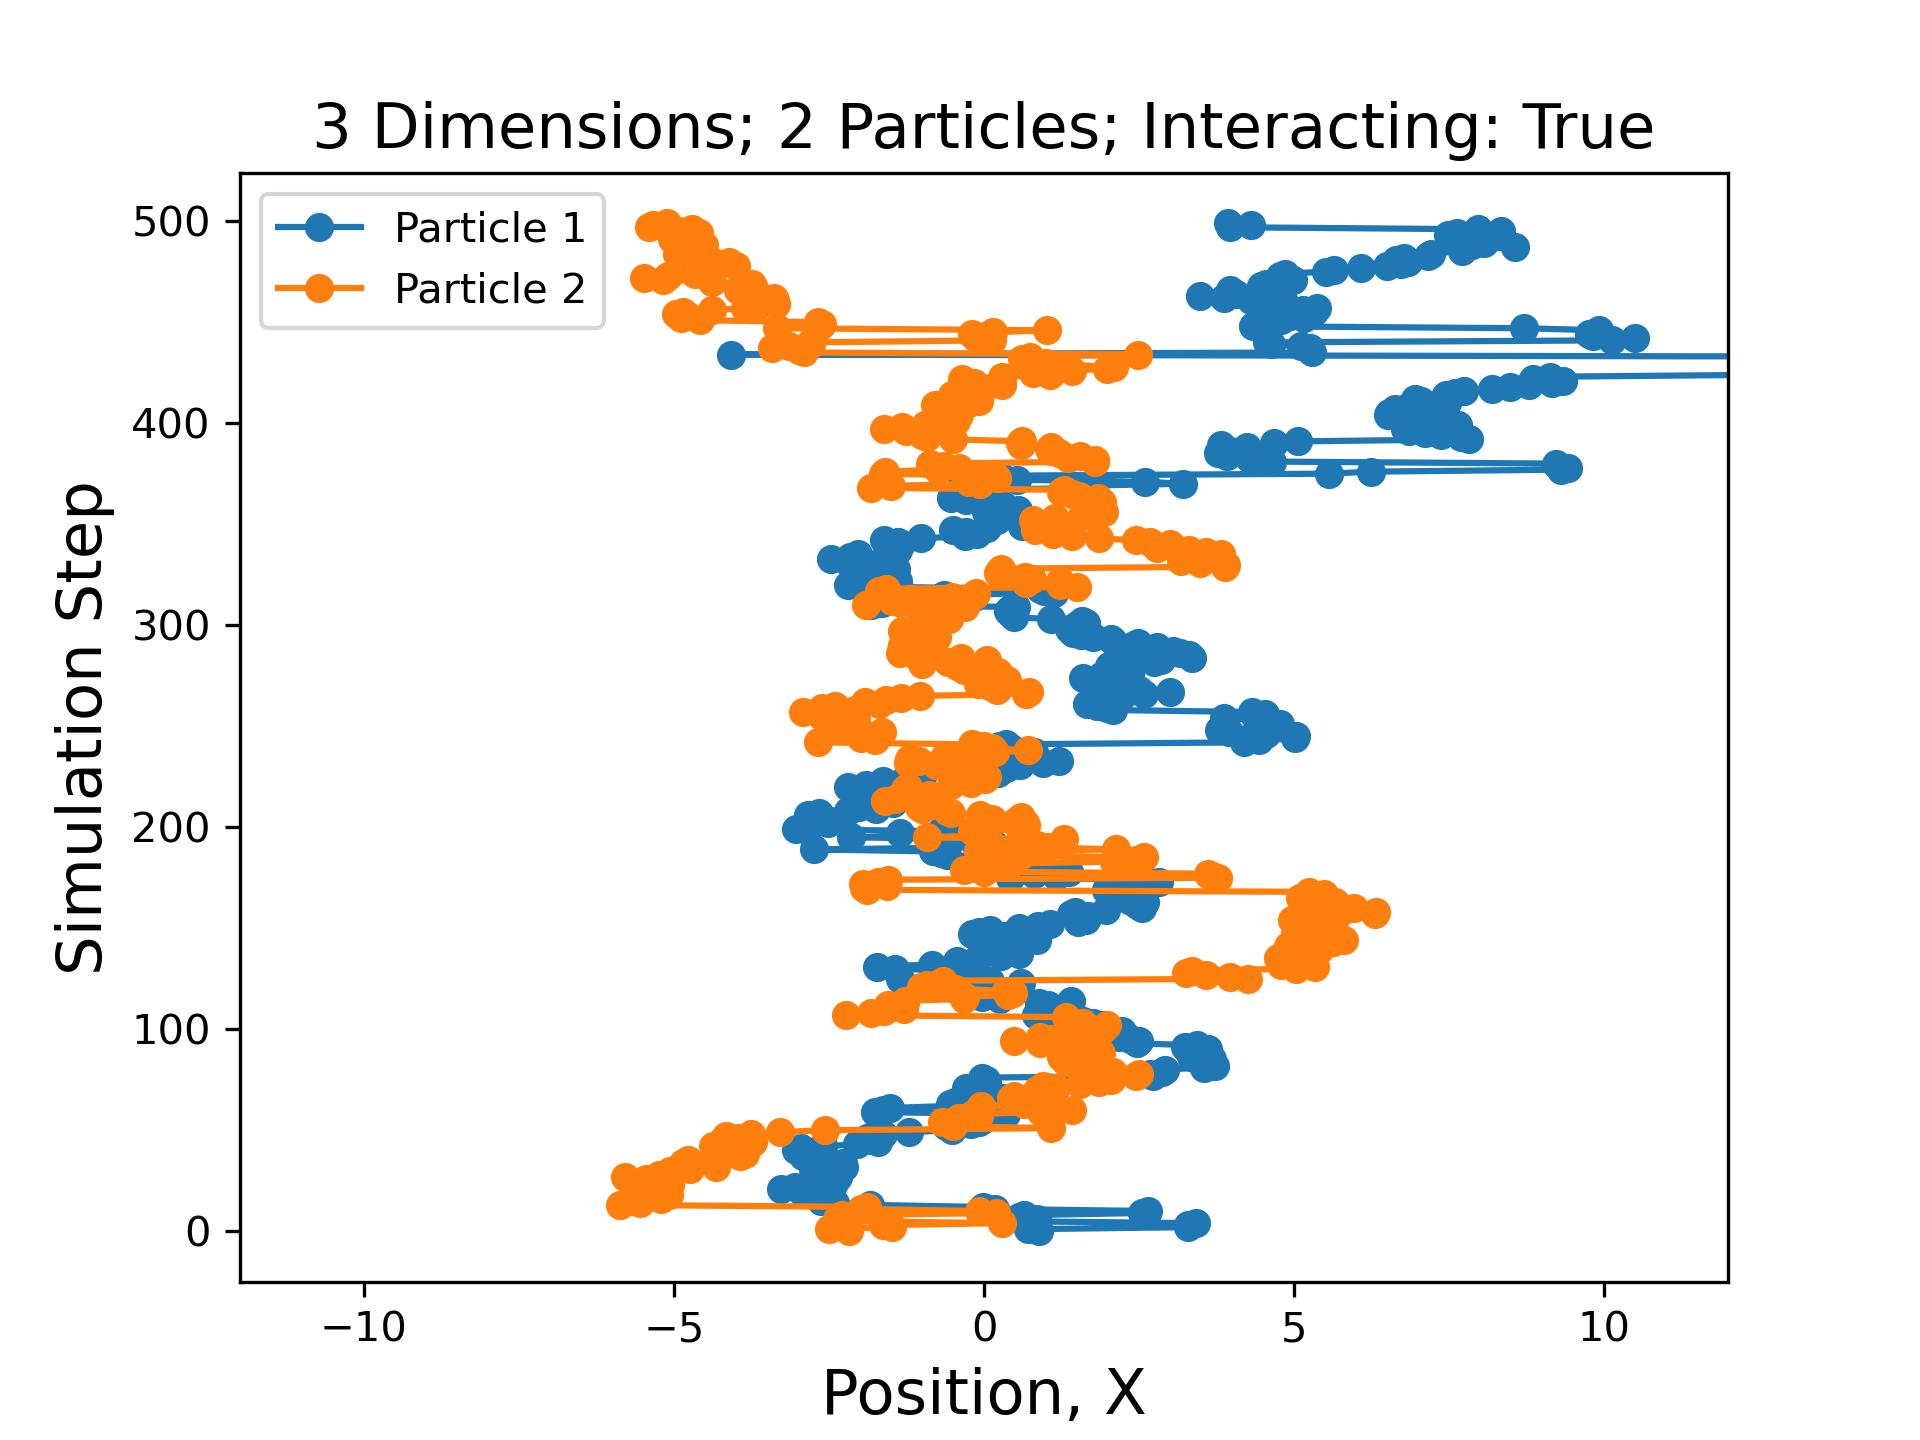 3 Dimensions; 2 Particles; Interacting: True
Particle 1
Particle 2
500
400
300
200
100
0
Simulation Step
−10
−5
0
5
10
Position, X